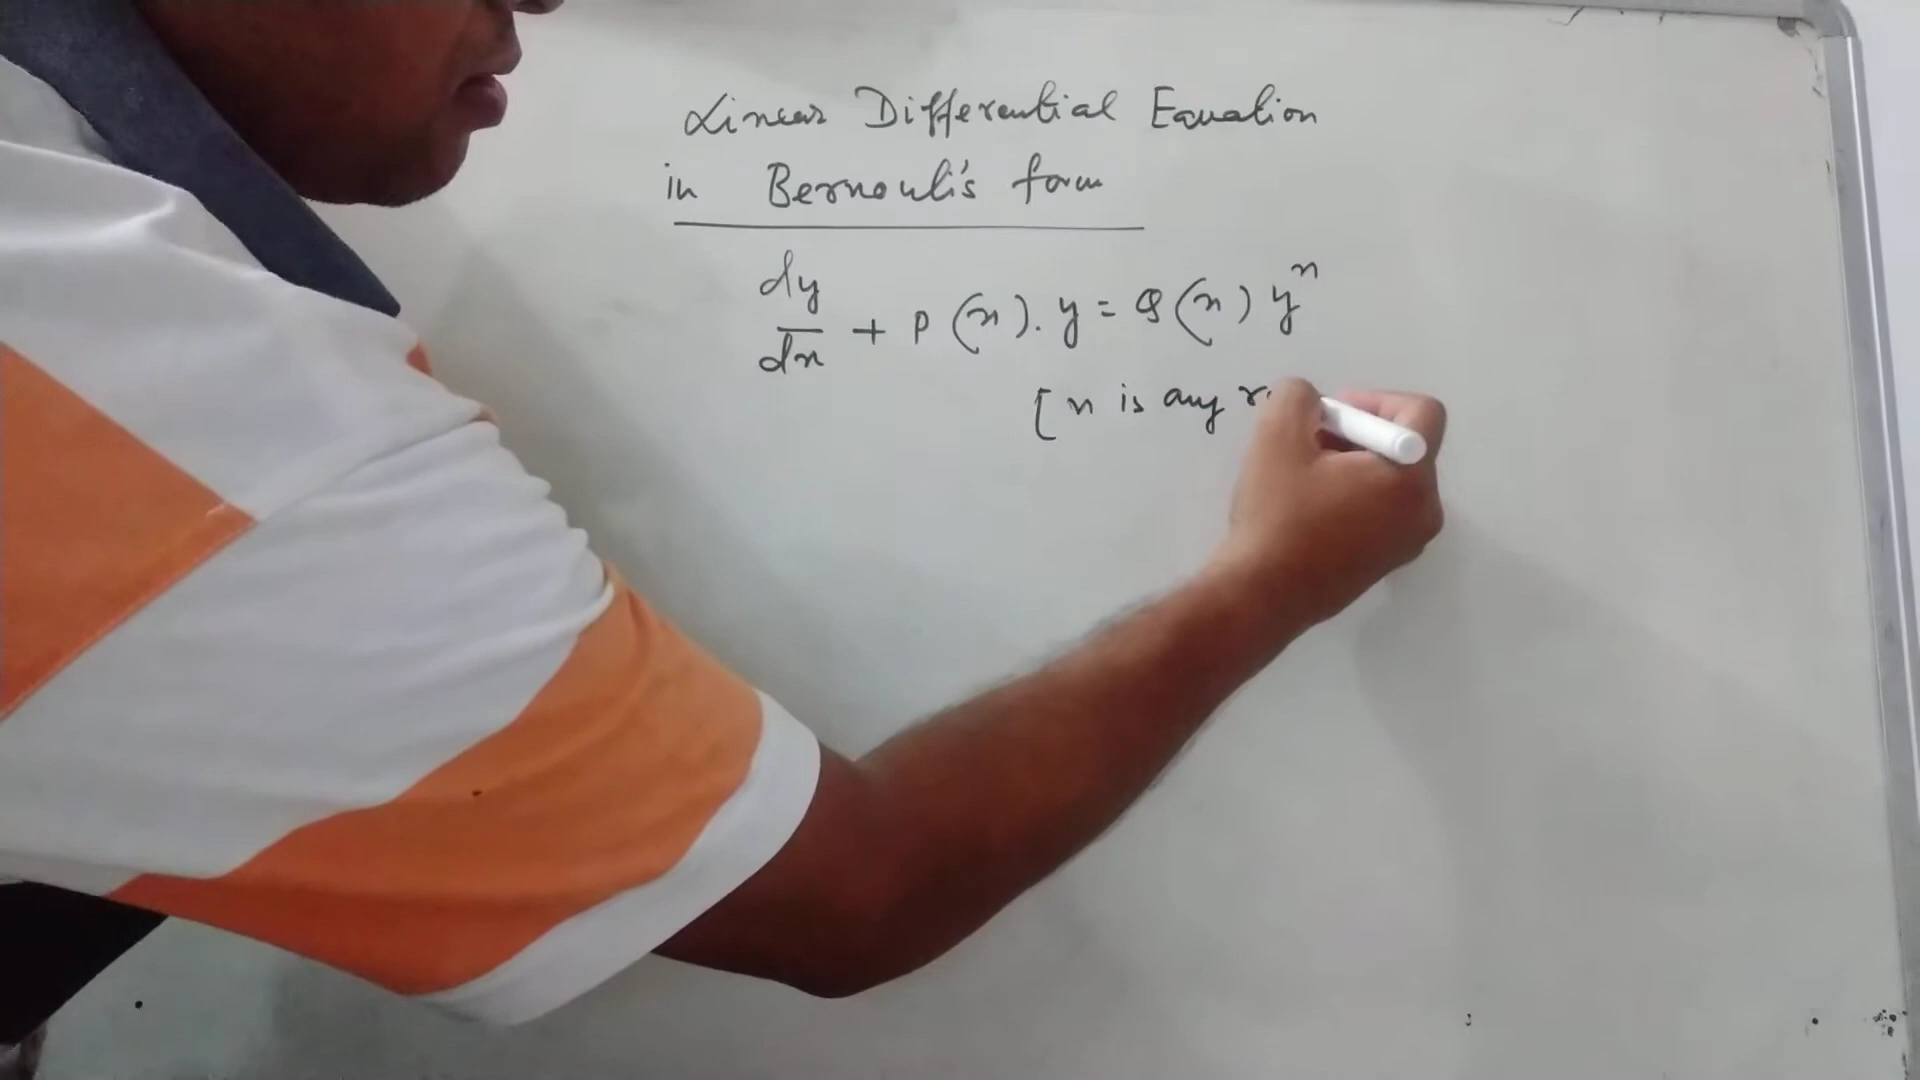 Linear Differential Equation
in Bernouli's form
dy/dx + P(x). y = Q(x) y^n
[ n is any